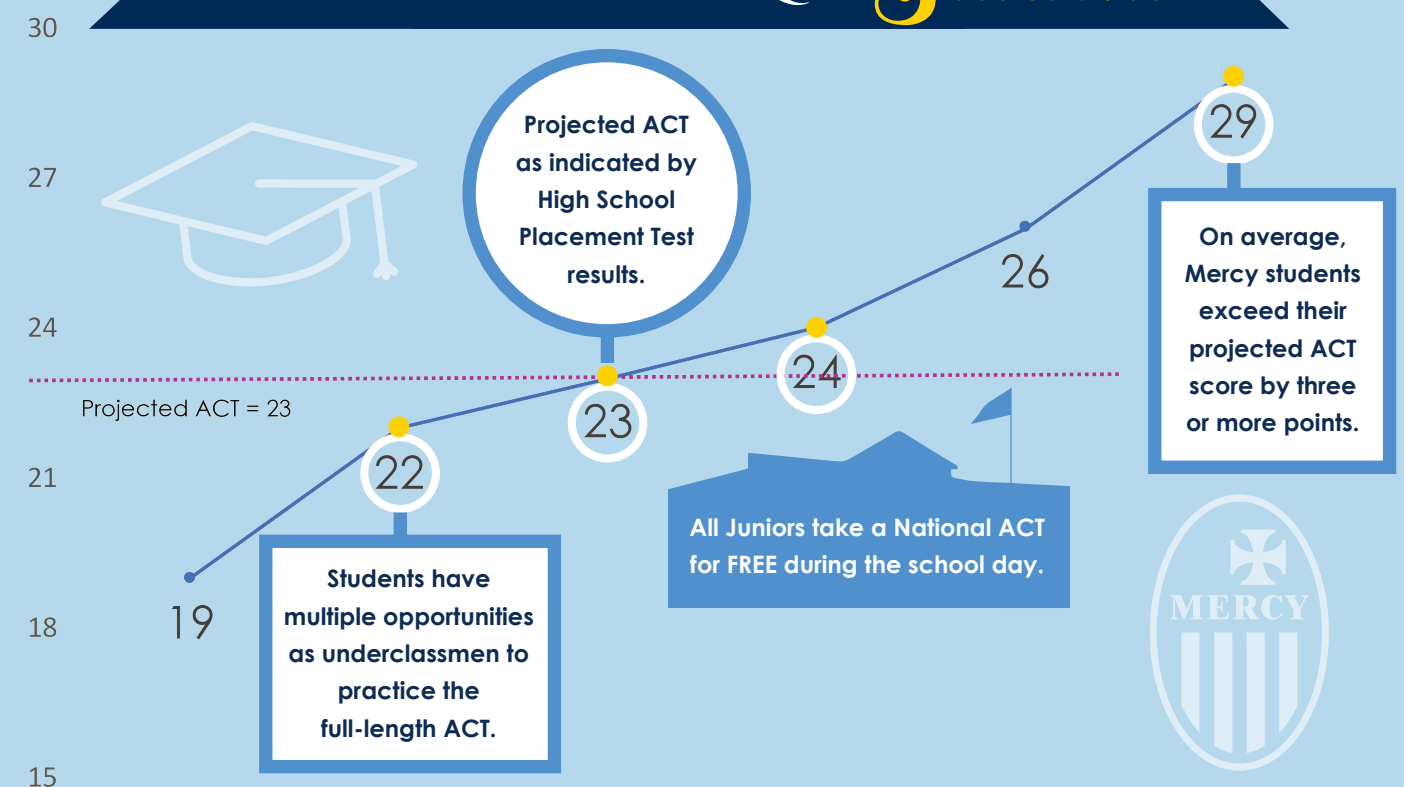 30
27
24
21
18
15
Projected ACT
as indicated by
High School
Placement Test
results.
29
On average,
Mercy students
exceed their
projected ACT
score by three
or more points.
26
24
23
Projected ACT = 23
22
Students have
multiple opportunities
as underclassmen to
practice the
full-length ACT.
19
All Juniors take a National ACT
for FREE during the school day.
MERCY